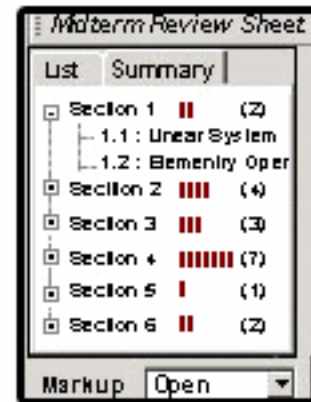 Midterm Review Sheet
List Summary
Section 1 (2)
1.1 : Linear System
1.2 : Elementry Oper
Section 2 (4)
Section 3 (3)
Section 4 (7)
Section 5 (1)
Section 6 (2)
Markup Open